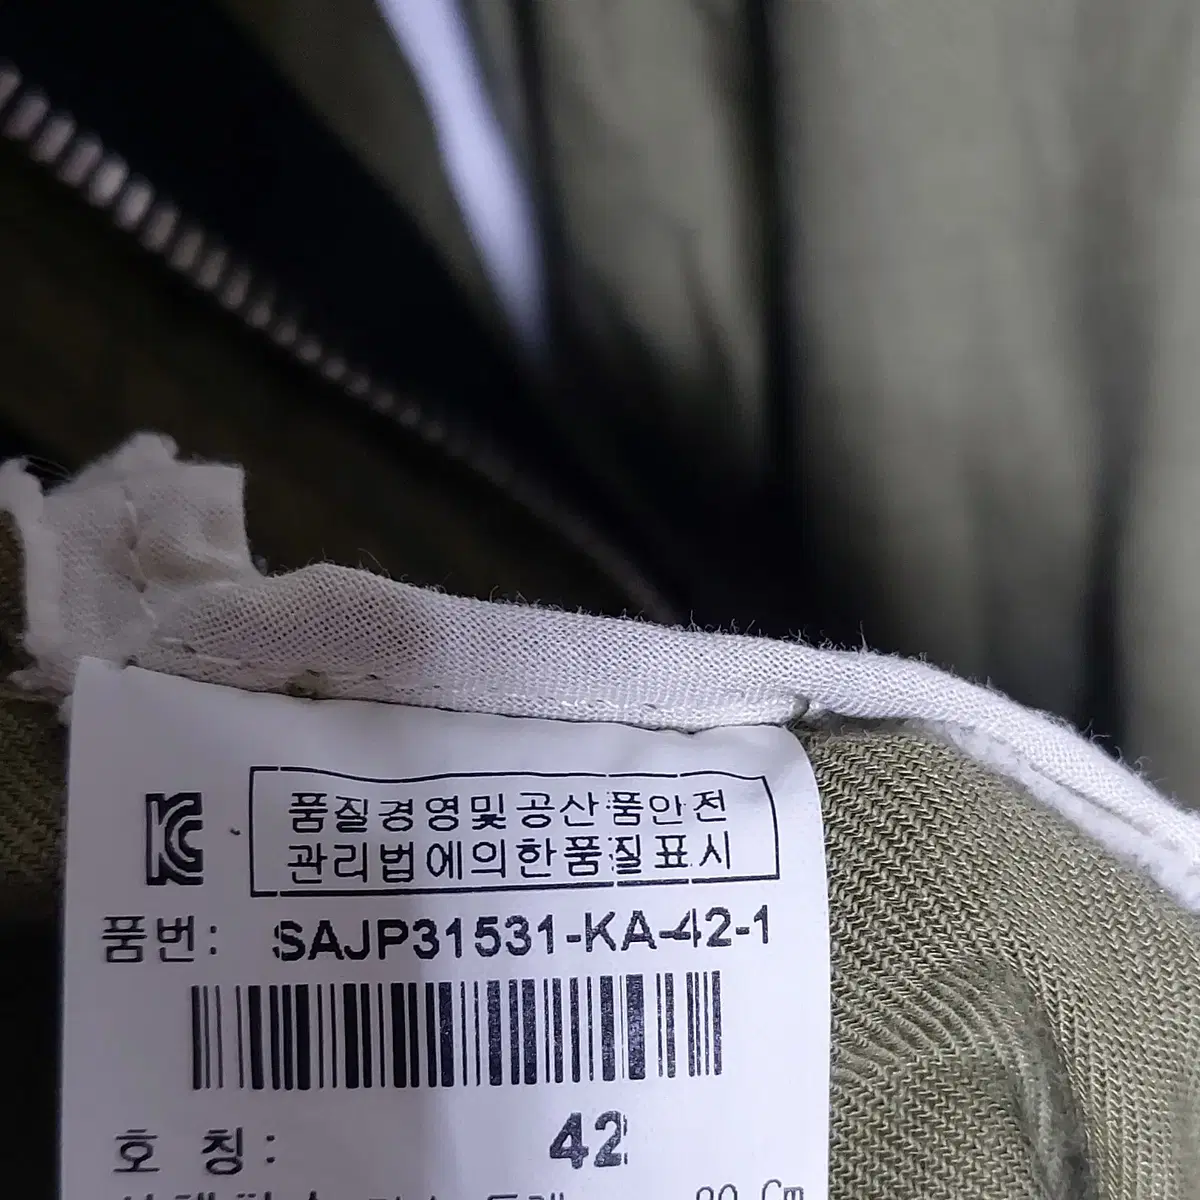 KC
품질경영및공산품안전
관리법에의한품질표시
품번: SAJP31531-KA-42-1
호 칭: 42